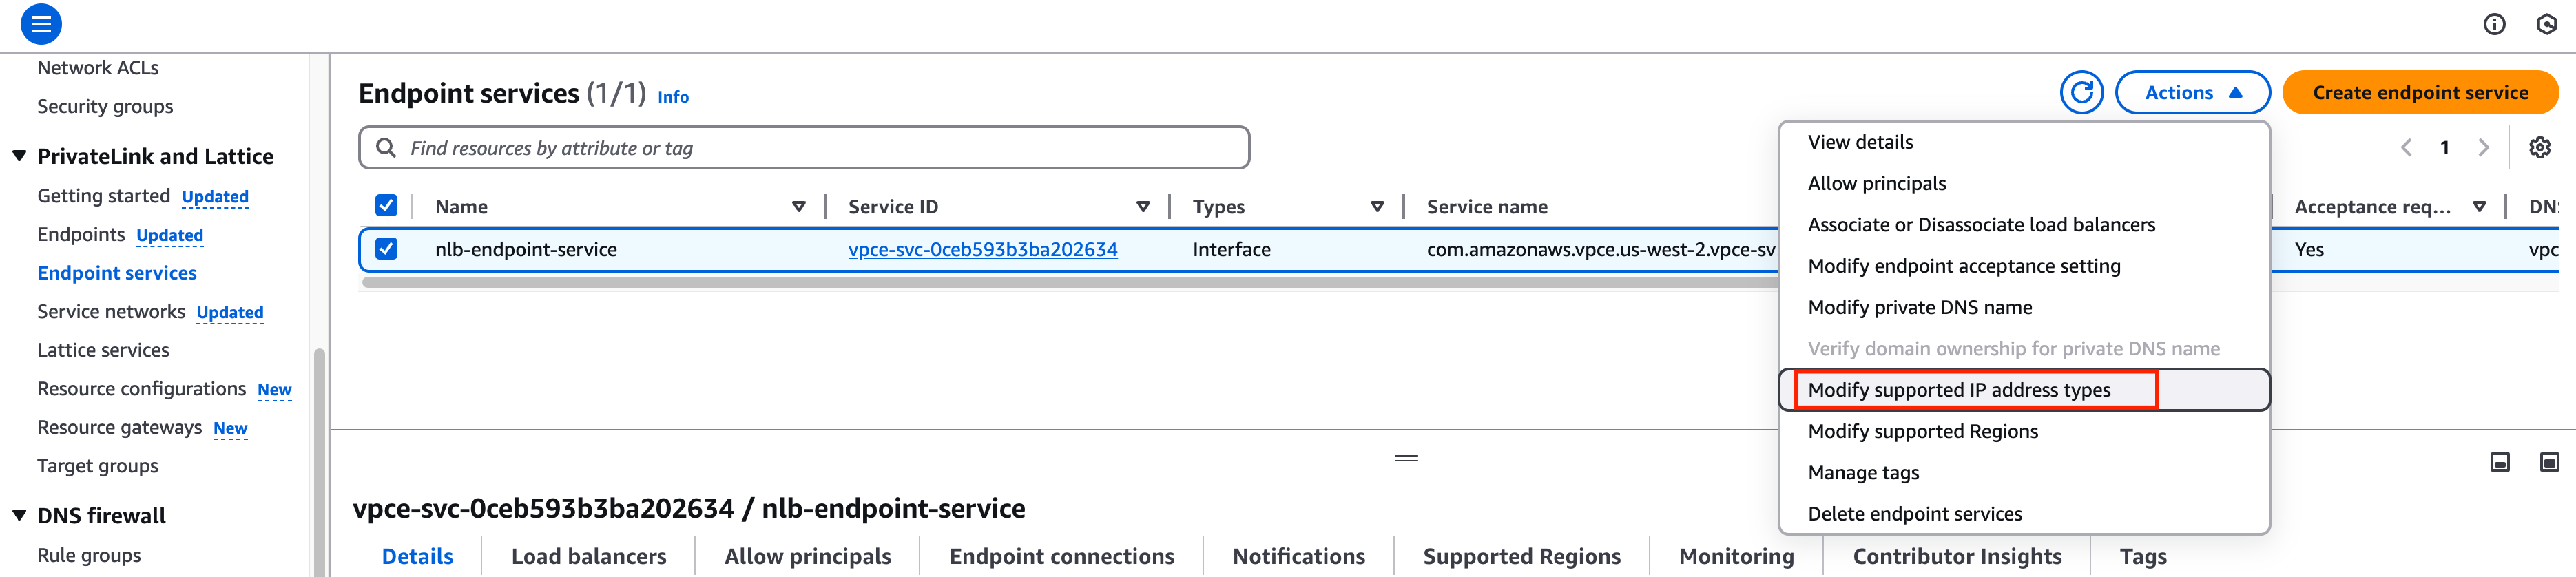 Network ACLs
Security groups
PrivateLink and Lattice
Getting started Updated
Endpoints Updated
Endpoint services
Service networks Updated
Lattice services
Resource configurations New
Resource gateways New
Target groups
DNS firewall
Rule groups
Endpoint services (1/1) Info
Actions
Create endpoint service
Find resources by attribute or tag
1
Name Service ID Types Service name Acceptance req... DN
nlb-endpoint-service vpce-svc-0ceb593b3ba202634 Interface com.amazonaws.vpce.us-west-2.vpce-sv Yes vpc
View details
Allow principals
Associate or Disassociate load balancers
Modify endpoint acceptance setting
Modify private DNS name
Verify domain ownership for private DNS name
Modify supported IP address types
Modify supported Regions
Manage tags
Delete endpoint services
vpce-svc-0ceb593b3ba202634 / nlb-endpoint-service
Details Load balancers Allow principals Endpoint connections Notifications Supported Regions Monitoring Contributor Insights Tags